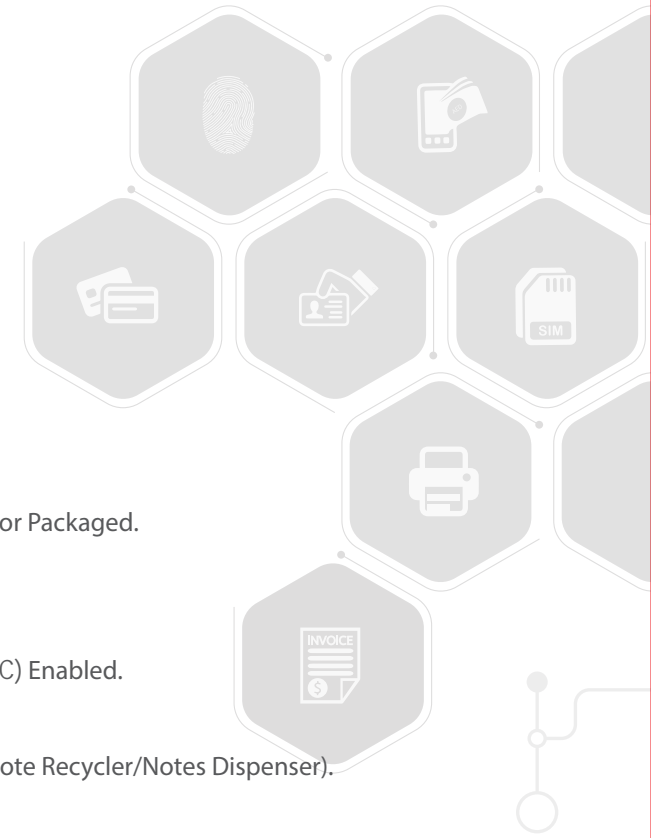 SIM
or Packaged.
INVOICE
$
C) Enabled.
ote Recycler/Notes Dispenser).